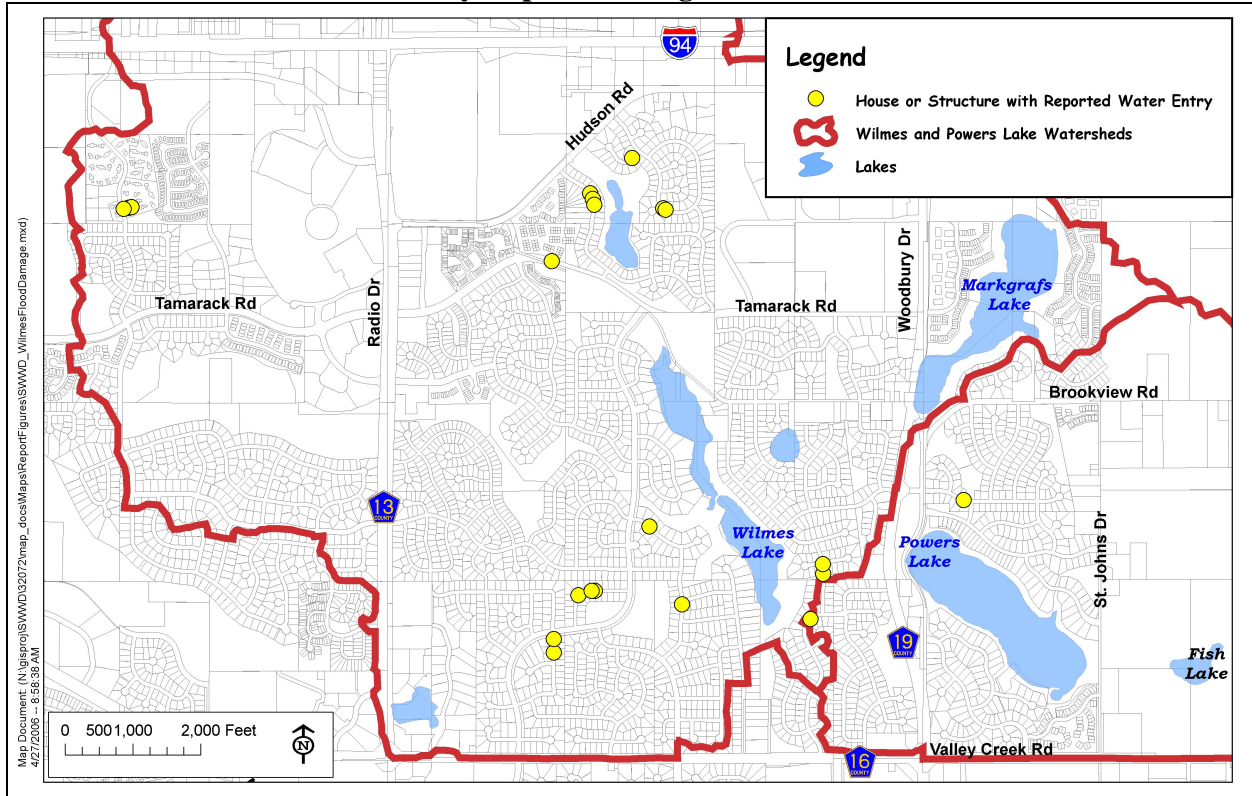 94
Legend
House or Structure with Reported Water Entry
Wilmes and Powers Lake Watersheds
Lakes
Hudson Rd
Tamarack Rd
Radio Dr
Tamarack Rd
Woodbury Dr
Markgrafs
Lake
Brookview Rd
13
COUNTY
Wilmes
Lake
Powers
Lake
St. Johns Dr
19
COUNTY
Fish
Lake
Valley Creek Rd
16
COUNTY
0 500 1,000 2,000 Feet
N
Map Document: (N:\gisproj\SWWD\32072\map_docs\Maps\ReportFigures\SWWD_WilmesFloodDamage.mxd)
4/27/2006 -- 8:58:38 AM